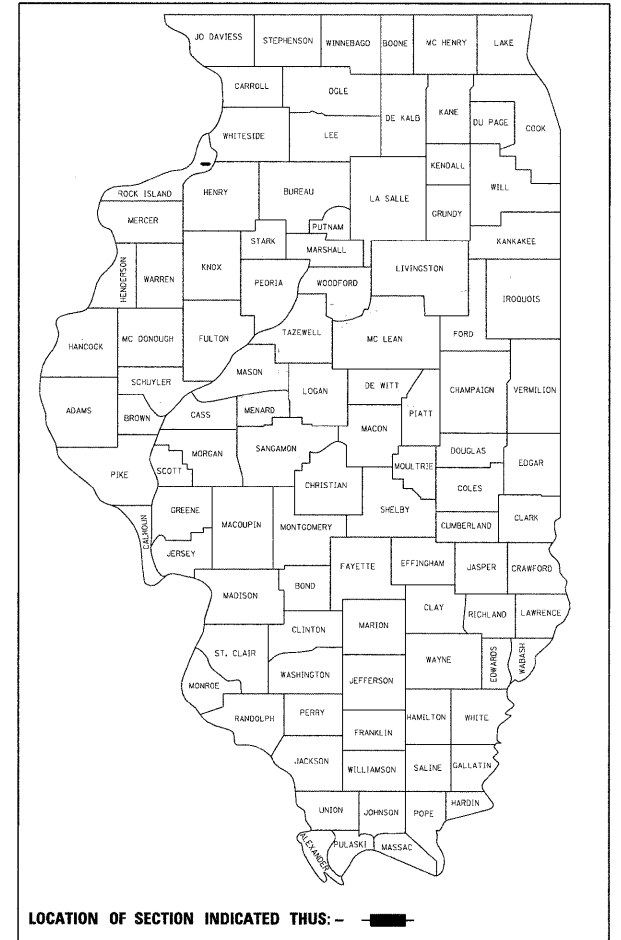 JO DAVIESS STEPHENSON WINNEBAGO BOONE MC HENRY LAKE
CARROLL OGLE
DE KALB KANE DU PAGE COOK
WHITESIDE LEE
KENDALL
WILL
ROCK ISLAND HENRY BUREAU LA SALLE
GRUNDY
MERCER PUTNAM
STARK MARSHALL KANKAKEE
HENDERSON WARREN KNOX PEORIA WOODFORD LIVINGSTON
IROQUOIS
HANCOCK MC DONOUGH FULTON TAZEWELL MC LEAN FORD
MASON
SCHUYLER LOGAN DE WITT CHAMPAIGN VERMILION
ADAMS BROWN CASS MENARD PIATT
MACON
SANGAMON DOUGLAS
PIKE SCOTT MORGAN MOULTRIE EDGAR
CHRISTIAN COLES
GREENE SHELBY
CALHOUN MACOUPIN MONTGOMERY CUMBERLAND CLARK
JERSEY
FAYETTE EFFINGHAM JASPER CRAWFORD
MADISON BOND
CLAY RICHLAND LAWRENCE
CLINTON MARION
ST. CLAIR WAYNE EDWARDS WABASH
WASHINGTON JEFFERSON
MONROE
RANDOLPH PERRY HAMILTON WHITE
FRANKLIN
JACKSON WILLIAMSON SALINE GALLATIN
UNION JOHNSON POPE HARDIN
ALEXANDER PULASKI MASSAC
LOCATION OF SECTION INDICATED THUS: -